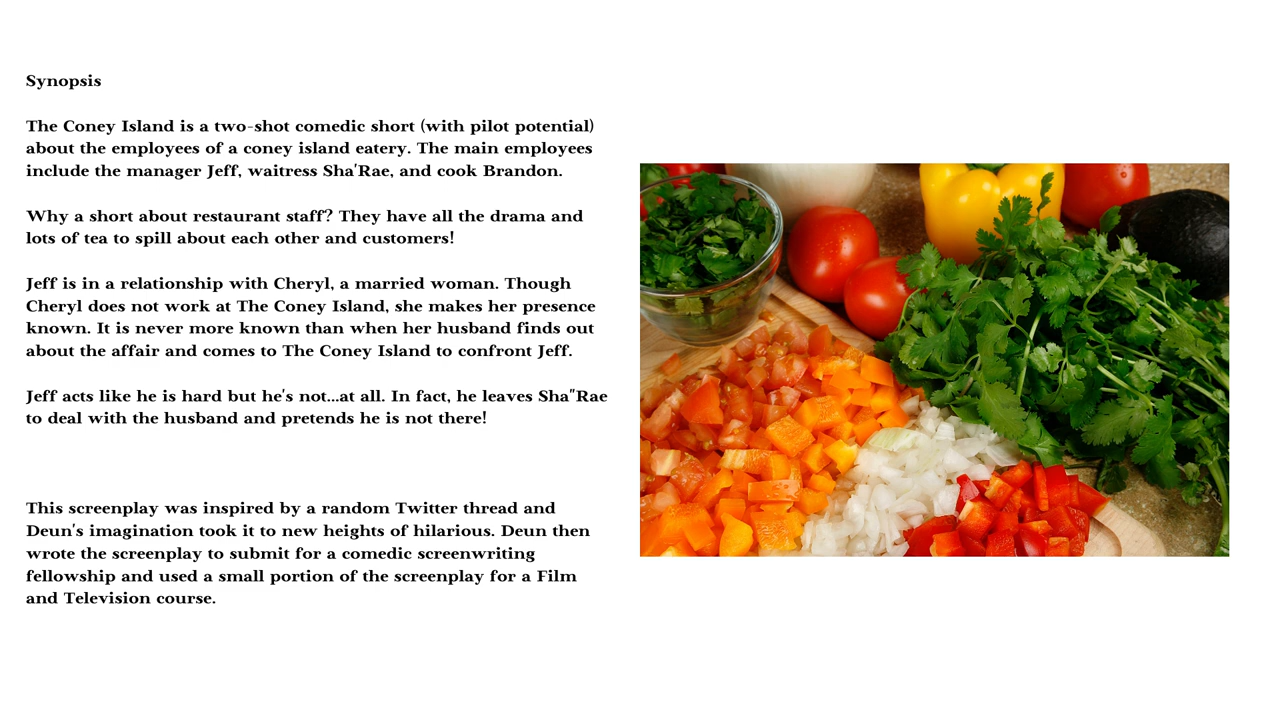 Synopsis
The Coney Island is a two-shot comedic short (with pilot potential)
about the employees of a coney island eatery. The main employees
include the manager Jeff, waitress Sha'Rae, and cook Brandon.
Why a short about restaurant staff? They have all the drama and
lots of tea to spill about each other and customers!
Jeff is in a relationship with Cheryl, a married woman. Though
Cheryl does not work at The Coney Island, she makes her presence
known. It is never more known than when her husband finds out
about the affair and comes to The Coney Island to confront Jeff.
Jeff acts like he is hard but he's not...at all. In fact, he leaves Sha"Rae
to deal with the husband and pretends he is not there!
This screenplay was inspired by a random Twitter thread and
Deun's imagination took it to new heights of hilarious. Deun then
wrote the screenplay to submit for a comedic screenwriting
fellowship and used a small portion of the screenplay for a Film
and Television course.